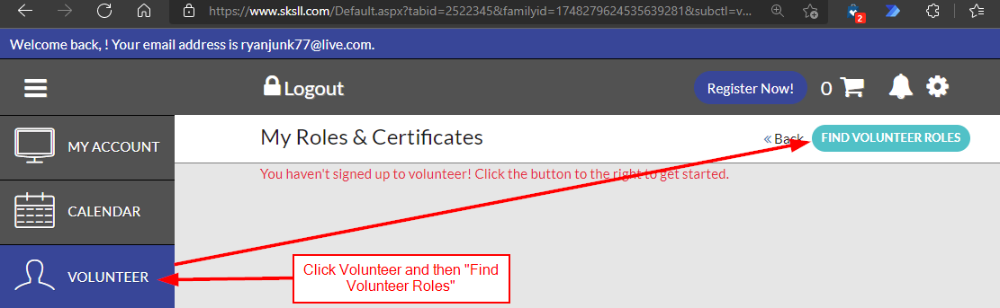 https://www.sksll.com/Default.aspx?tabid=2522345&familyid=1748279624535639281&subctl=v...
2
Welcome back, ! Your email address is ryanjunk77@live.com.
Logout
Register Now!
0
MY ACCOUNT
My Roles & Certificates
« Back
FIND VOLUNTEER ROLES
You haven't signed up to volunteer! Click the button to the right to get started.
CALENDAR
VOLUNTEER
Click Volunteer and then "Find
Volunteer Roles"